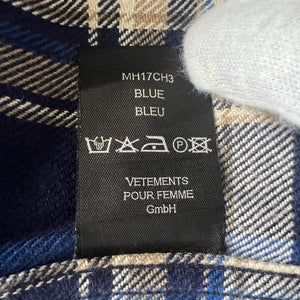 MH17CH3
BLUE
BLEU
VETEMENTS
POUR FEMME
GmbH